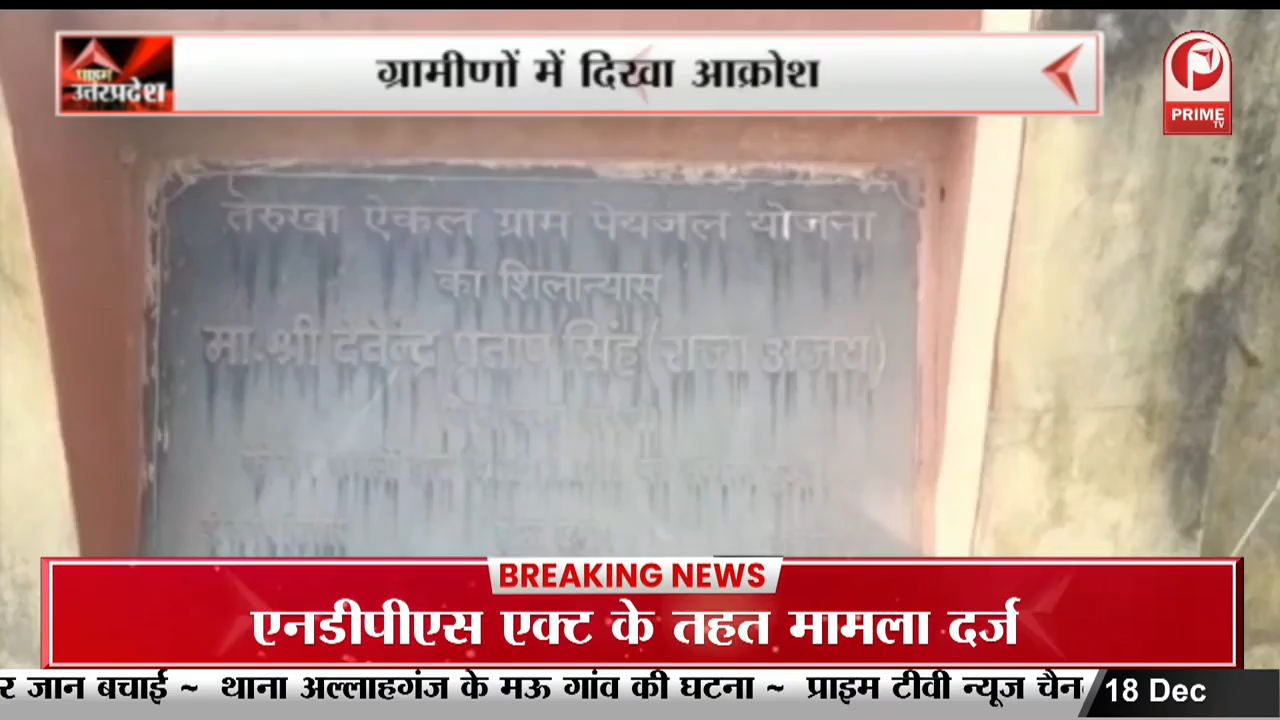 ग्रामीणों में दिखा आक्रोश
प्राइम
उत्तरप्रदेश
PRIME
TV
तेरुखा ऐकल ग्राम पेयजल योजना
का शिलान्यास
मा.श्री देवेन्द्र प्रताप सिंह (राजा अजय)
BREAKING NEWS
एनडीपीएस एक्ट के तहत मामला दर्ज
र जान बचाई ~ थाना अल्लाहगंज के मऊ गांव की घटना ~ प्राइम टीवी न्यूज चैन
18 Dec